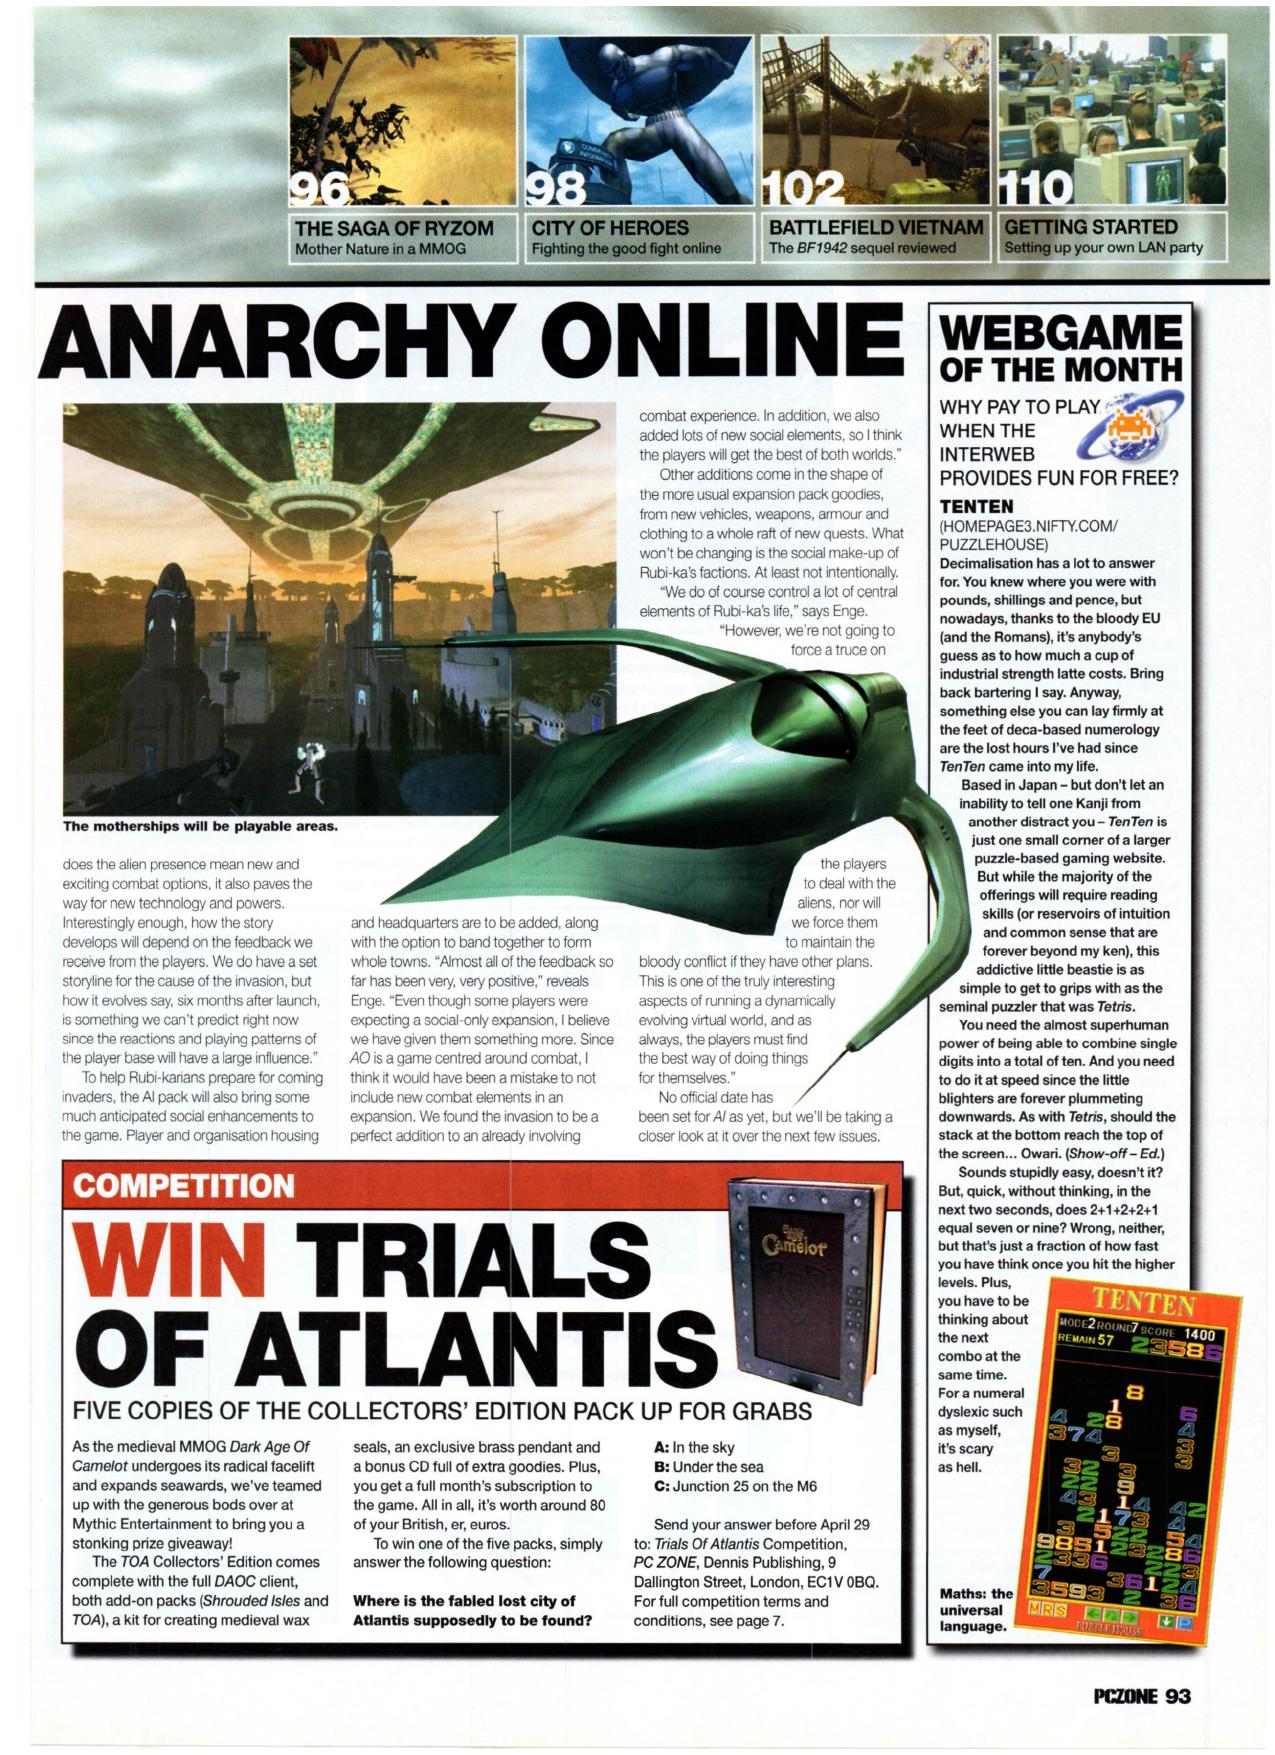 96
THE SAGA OF RYZOM
Mother Nature in a MMOG
98
CITY OF HEROES
Fighting the good fight online
102
BATTLEFIELD VIETNAM
The BF1942 sequel reviewed
110
GETTING STARTED
Setting up your own LAN party
ANARCHY ONLINE
The motherships will be playable areas.
does the alien presence mean new and
exciting combat options, it also paves the
way for new technology and powers.
Interestingly enough, how the story
develops will depend on the feedback we
receive from the players. We do have a set
storyline for the cause of the invasion, but
how it evolves say, six months after launch,
is something we can't predict right now
since the reactions and playing patterns of
the player base will have a large influence."
To help Rubi-karians prepare for coming
invaders, the AI pack will also bring some
much anticipated social enhancements to
the game. Player and organisation housing
and headquarters are to be added, along
with the option to band together to form
whole towns. "Almost all of the feedback so
far has been very, very positive," reveals
Enge. "Even though some players were
expecting a social-only expansion, I believe
we have given them something more. Since
AO is a game centred around combat, I
think it would have been a mistake to not
include new combat elements in an
expansion. We found the invasion to be a
perfect addition to an already involving
combat experience. In addition, we also
added lots of new social elements, so I think
the players will get the best of both worlds."
Other additions come in the shape of
the more usual expansion pack goodies,
from new vehicles, weapons, armour and
clothing to a whole raft of new quests. What
won't be changing is the social make-up of
Rubi-ka's factions. At least not intentionally.
"We do of course control a lot of central
elements of Rubi-ka's life," says Enge.
"However, we're not going to
force a truce on
the players
to deal with the
aliens, nor will
we force them
to maintain the
bloody conflict if they have other plans.
This is one of the truly interesting
aspects of running a dynamically
evolving virtual world, and as
always, the players must find
the best way of doing things
for themselves."
No official date has
been set for AI as yet, but we'll be taking a
closer look at it over the next few issues.
COMPETITION
WIN TRIALS
OF ATLANTIS
Camelot
FIVE COPIES OF THE COLLECTORS' EDITION PACK UP FOR GRABS
As the medieval MMOG Dark Age Of
Camelot undergoes its radical facelift
and expands seawards, we've teamed
up with the generous bods over at
Mythic Entertainment to bring you a
stonking prize giveaway!
The TOA Collectors' Edition comes
complete with the full DAOC client,
both add-on packs (Shrouded Isles and
TOA), a kit for creating medieval wax
seals, an exclusive brass pendant and
a bonus CD full of extra goodies. Plus,
you get a full month's subscription to
the game. All in all, it's worth around 80
of your British, er, euros.
To win one of the five packs, simply
answer the following question:
Where is the fabled lost city of
Atlantis supposedly to be found?
A: In the sky
B: Under the sea
C: Junction 25 on the M6
Send your answer before April 29
to: Trials Of Atlantis Competition,
PC ZONE, Dennis Publishing, 9
Dallington Street, London, EC1V 0BQ.
For full competition terms and
conditions, see page 7.
WEBGAME
OF THE MONTH
WHY PAY TO PLAY
WHEN THE
INTERWEB
PROVIDES FUN FOR FREE?
TENTEN
(HOMEPAGE3.NIFTY.COM/
PUZZLEHOUSE)
Decimalisation has a lot to answer
for. You knew where you were with
pounds, shillings and pence, but
nowadays, thanks to the bloody EU
(and the Romans), it's anybody's
guess as to how much a cup of
industrial strength latte costs. Bring
back bartering I say. Anyway,
something else you can lay firmly at
the feet of deca-based numerology
are the lost hours I've had since
TenTen came into my life.
Based in Japan – but don't let an
inability to tell one Kanji from
another distract you – TenTen is
just one small corner of a larger
puzzle-based gaming website.
But while the majority of the
offerings will require reading
skills (or reservoirs of intuition
and common sense that are
forever beyond my ken), this
addictive little beastie is as
simple to get to grips with as the
seminal puzzler that was Tetris.
You need the almost superhuman
power of being able to combine single
digits into a total of ten. And you need
to do it at speed since the little
blighters are forever plummeting
downwards. As with Tetris, should the
stack at the bottom reach the top of
the screen... Owari. (Show-off – Ed.)
Sounds stupidly easy, doesn't it?
But, quick, without thinking, in the
next two seconds, does 2+1+2+2+1
equal seven or nine? Wrong, neither,
but that's just a fraction of how fast
you have think once you hit the higher
levels. Plus,
you have to be
thinking about
the next
combo at the
same time.
For a numeral
dyslexic such
as myself,
it's scary
as hell.
Maths: the
universal
language.
TENTEN
MODE2 ROUND7 SCORE 1400
REMAIN 57
23586
PUZZLE HOUSE
PCZONE 93